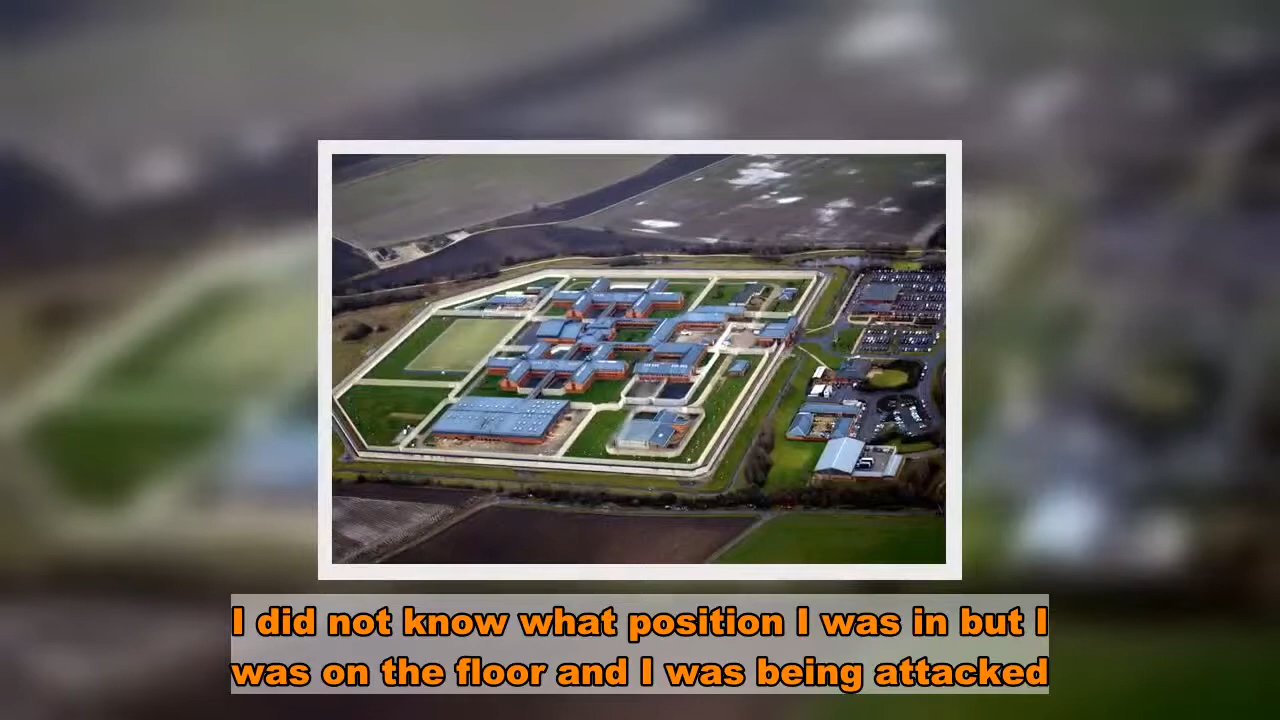 I did not know what position I was in but I
was on the floor and I was being attacked